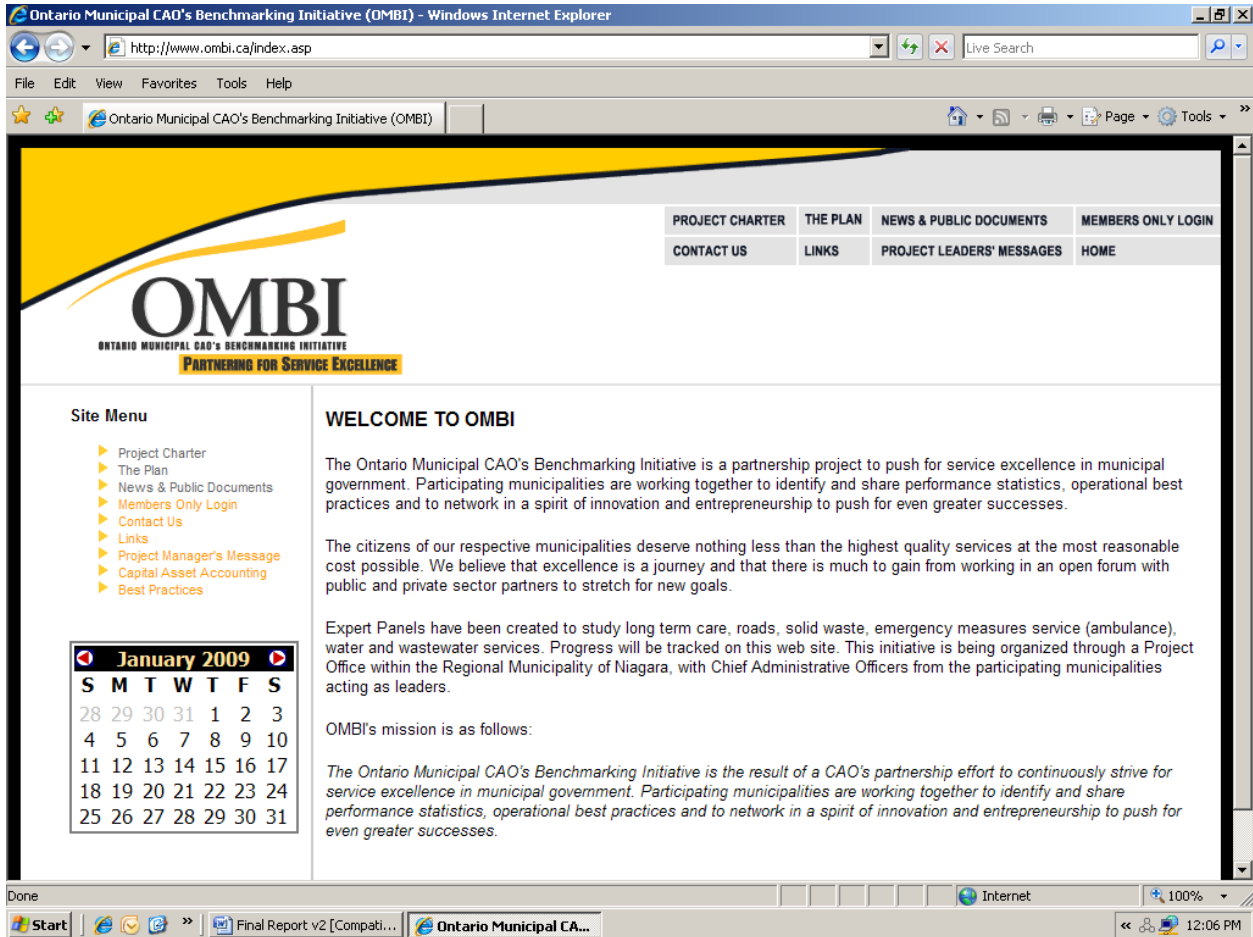 Ontario Municipal CAO's Benchmarking Initiative (OMBI) - Windows Internet Explorer
http://www.ombi.ca/index.asp
Live Search
File Edit View Favorites Tools Help
Ontario Municipal CAO's Benchmarking Initiative (OMBI)
Page Tools
PROJECT CHARTER THE PLAN NEWS & PUBLIC DOCUMENTS MEMBERS ONLY LOGIN
CONTACT US LINKS PROJECT LEADERS' MESSAGES HOME
OMBI
ONTARIO MUNICIPAL CAO's BENCHMARKING INITIATIVE
PARTNERING FOR SERVICE EXCELLENCE
Site Menu
Project Charter
The Plan
News & Public Documents
Members Only Login
Contact Us
Links
Project Manager's Message
Capital Asset Accounting
Best Practices
January 2009
S M T W T F S
28 29 30 31 1 2 3
4 5 6 7 8 9 10
11 12 13 14 15 16 17
18 19 20 21 22 23 24
25 26 27 28 29 30 31
WELCOME TO OMBI
The Ontario Municipal CAO's Benchmarking Initiative is a partnership project to push for service excellence in municipal
government. Participating municipalities are working together to identify and share performance statistics, operational best
practices and to network in a spirit of innovation and entrepreneurship to push for even greater successes.
The citizens of our respective municipalities deserve nothing less than the highest quality services at the most reasonable
cost possible. We believe that excellence is a journey and that there is much to gain from working in an open forum with
public and private sector partners to stretch for new goals.
Expert Panels have been created to study long term care, roads, solid waste, emergency measures service (ambulance),
water and wastewater services. Progress will be tracked on this web site. This initiative is being organized through a Project
Office within the Regional Municipality of Niagara, with Chief Administrative Officers from the participating municipalities
acting as leaders.
OMBI's mission is as follows:
The Ontario Municipal CAO's Benchmarking Initiative is the result of a CAO's partnership effort to continuously strive for
service excellence in municipal government. Participating municipalities are working together to identify and share
performance statistics, operational best practices and to network in a spirit of innovation and entrepreneurship to push for
even greater successes.
Done Internet 100%
Start Final Report v2 [Compati... Ontario Municipal CA... 12:06 PM